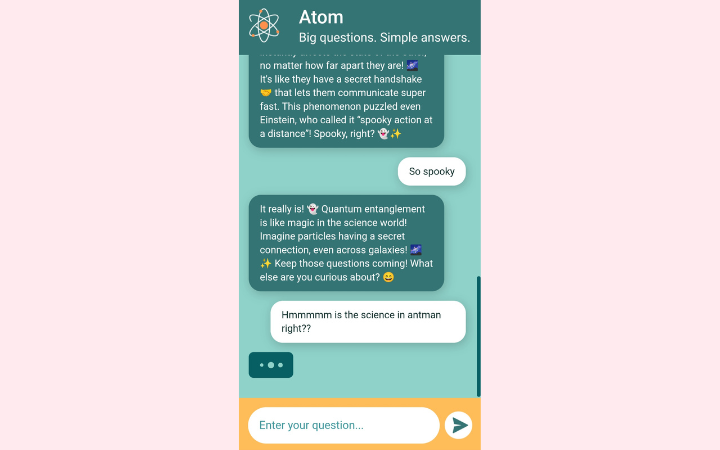 Atom
Big questions. Simple answers.
no matter how far apart they are! 🌌
It's like they have a secret handshake
🤝 that lets them communicate super
fast. This phenomenon puzzled even
Einstein, who called it "spooky action at
a distance"! Spooky, right? 👻✨
So spooky
It really is! 👻 Quantum entanglement
is like magic in the science world!
Imagine particles having a secret
connection, even across galaxies! 🌌
✨ Keep those questions coming! What
else are you curious about? 😄
Hmmmmm is the science in antman
right??
Enter your question...